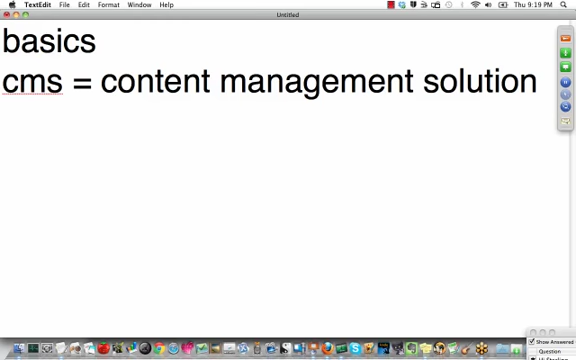 TextEdit File Edit Format Window Help Thu 9:19 PM
Untitled
basics
cms = content management solution
Show Answered
Question